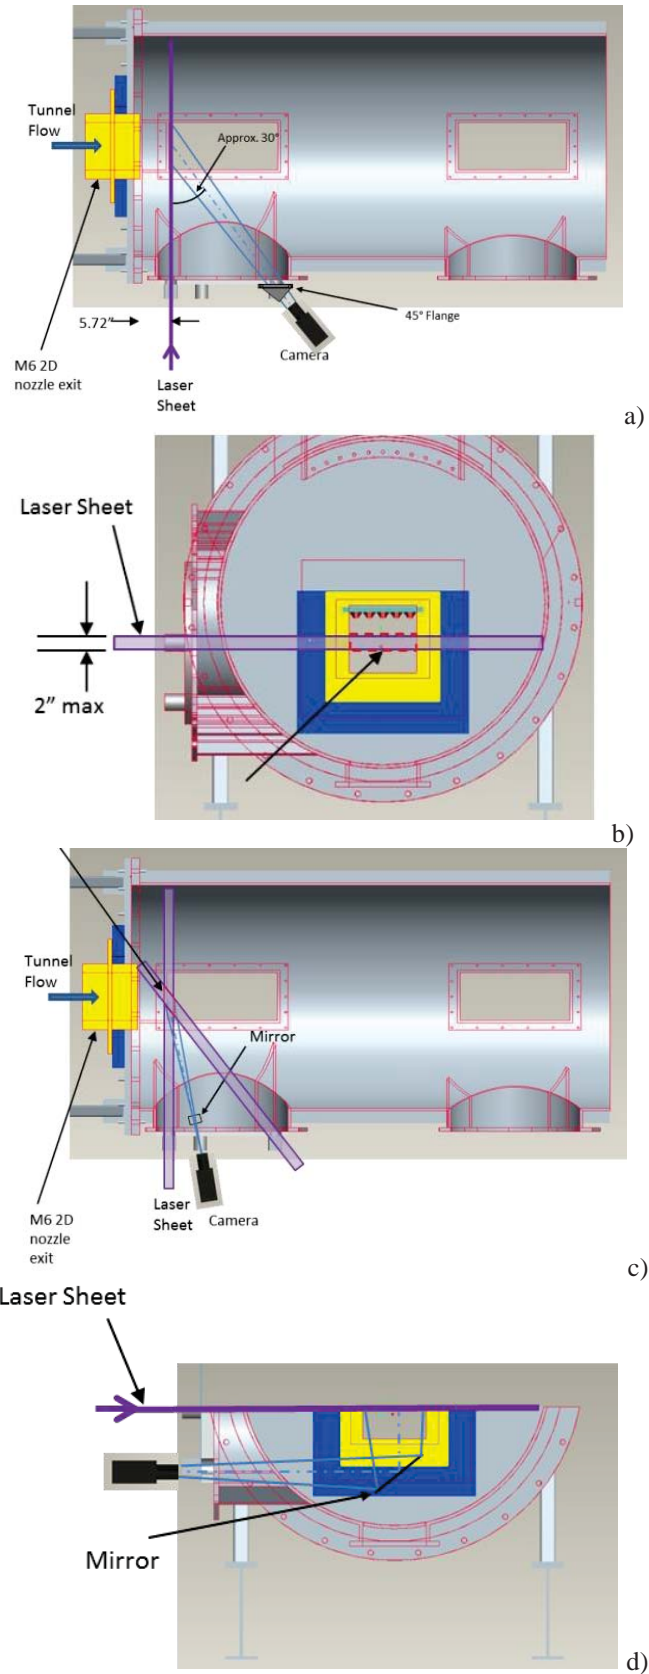 Tunnel
Flow
Approx. 30°
5.72”
45° Flange
M6 2D
nozzle exit
Camera
Laser
Sheet
a)
Laser Sheet
2” max
b)
Tunnel
Flow
Mirror
M6 2D
nozzle
exit
Laser
Sheet
Camera
c)
Laser Sheet
Mirror
d)